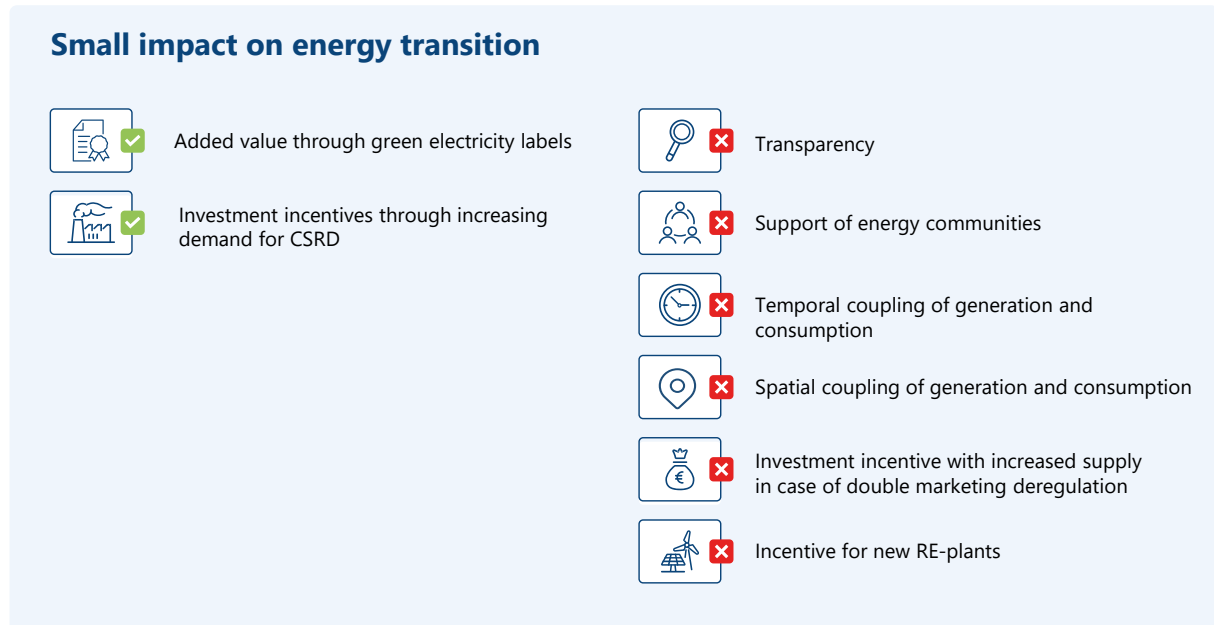 Small impact on energy transition
Added value through green electricity labels
Investment incentives through increasing
demand for CSRD
Transparency
Support of energy communities
Temporal coupling of generation and
consumption
Spatial coupling of generation and consumption
€
Investment incentive with increased supply
in case of double marketing deregulation
Incentive for new RE-plants